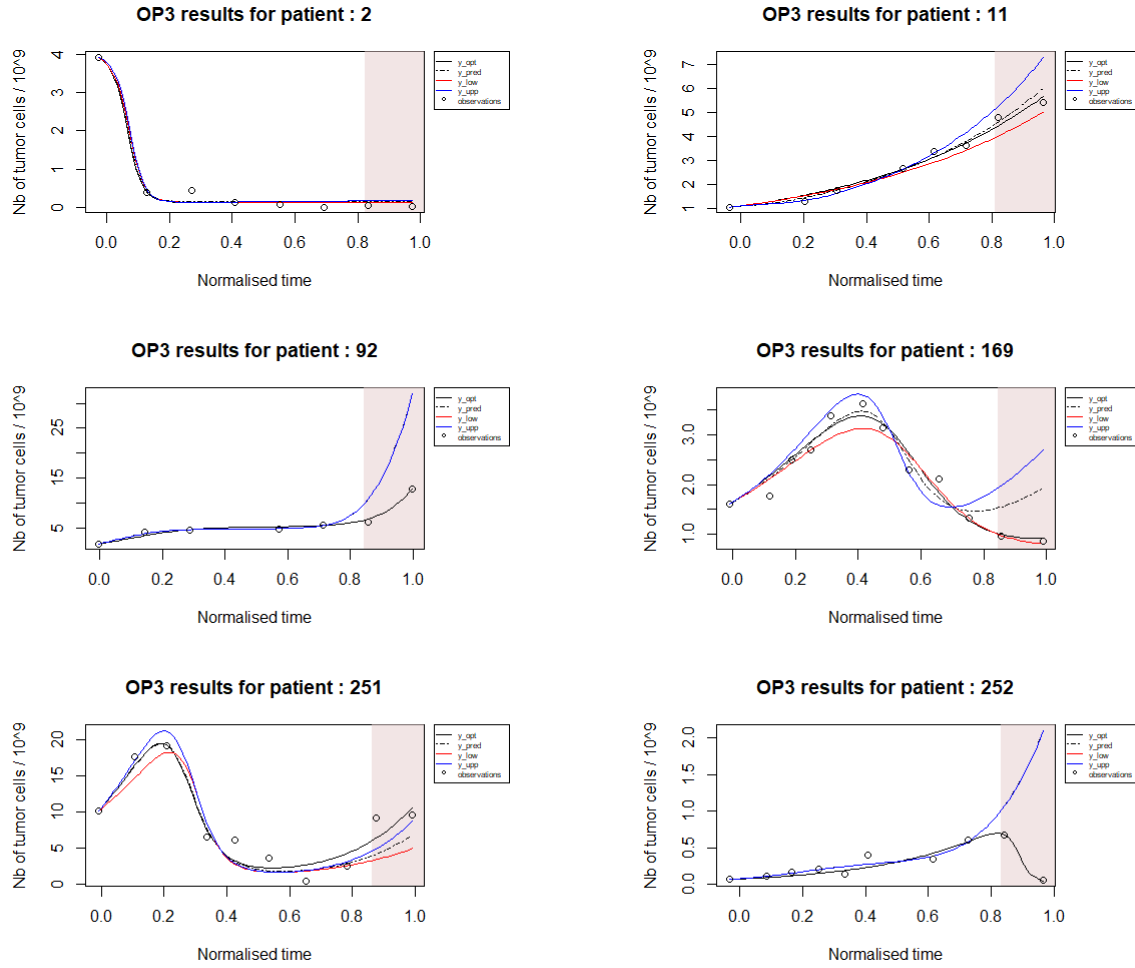 OP3 results for patient : 2
Nb of tumor cells / 10^9
4
3
2
1
0
0.0 0.2 0.4 0.6 0.8 1.0
Normalised time
y_opt
y_pred
y_low
y_upp
observations
OP3 results for patient : 11
Nb of tumor cells / 10^9
7
6
5
4
3
2
1
0.0 0.2 0.4 0.6 0.8 1.0
Normalised time
y_opt
y_pred
y_low
y_upp
observations
OP3 results for patient : 92
Nb of tumor cells / 10^9
25
15
5
0.0 0.2 0.4 0.6 0.8 1.0
Normalised time
y_opt
y_pred
y_low
y_upp
observations
OP3 results for patient : 169
Nb of tumor cells / 10^9
3.0
2.0
1.0
0.0 0.2 0.4 0.6 0.8 1.0
Normalised time
y_opt
y_pred
y_low
y_upp
observations
OP3 results for patient : 251
Nb of tumor cells / 10^9
20
15
10
5
0
0.0 0.2 0.4 0.6 0.8 1.0
Normalised time
y_opt
y_pred
y_low
y_upp
observations
OP3 results for patient : 252
Nb of tumor cells / 10^9
2.0
1.5
1.0
0.5
0.0
0.0 0.2 0.4 0.6 0.8 1.0
Normalised time
y_opt
y_pred
y_low
y_upp
observations